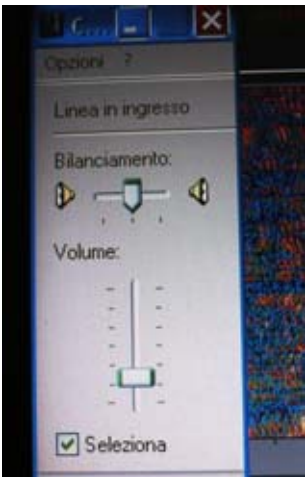 C...
Opzioni ?
Linea in ingresso
Bilanciamento:
Volume:
Seleziona